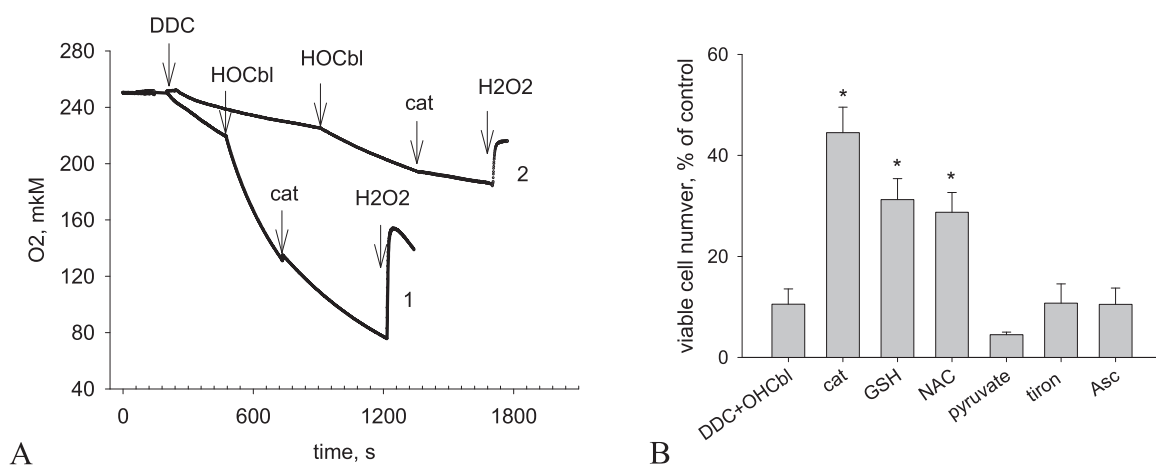 DDC
HOCbl
HOCbl
cat
H2O2
cat
H2O2
1
2
280
240
200
160
120
80
40
O2, mkM
0 600 1200 1800
time, s
A
60
40
20
0
viable cell numver, % of control
*
*
*
DDC+OHCbl
cat
GSH
NAC
pyruvate
tiron
Asc
B